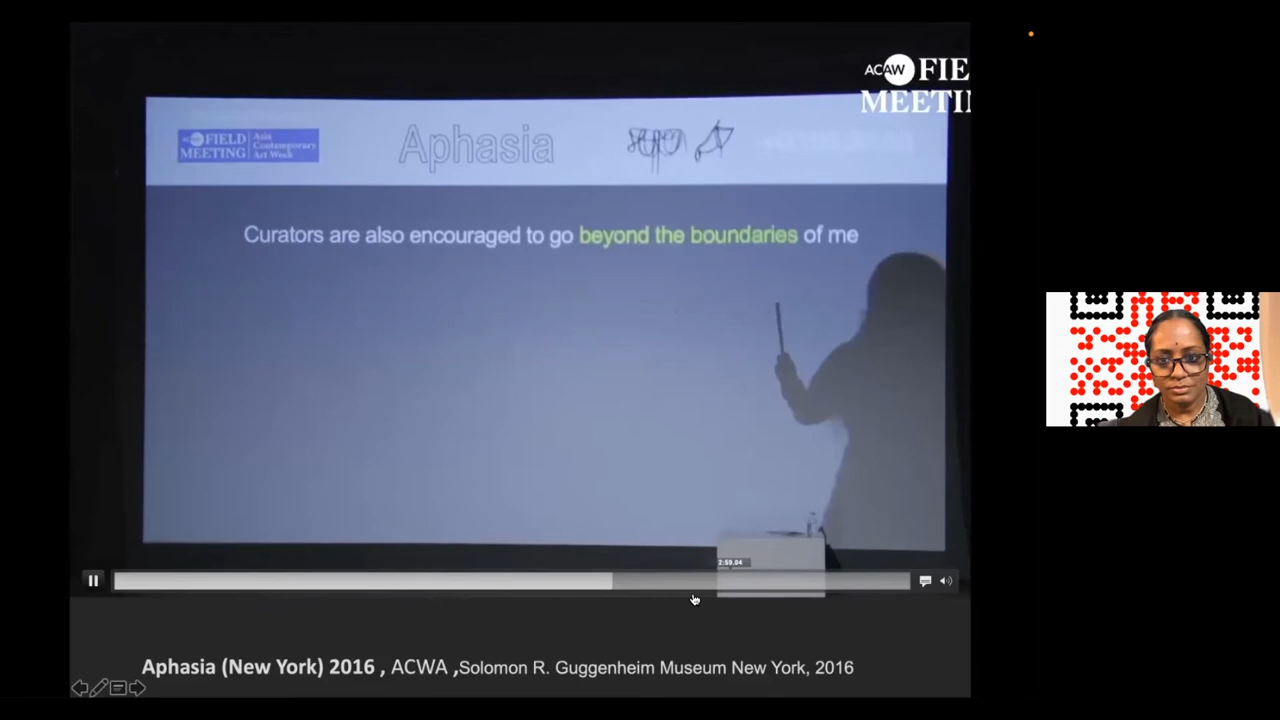 ACAW FIE
MEETIN
FIELD MEETING Asia Contemporary Art Week
Aphasia
Curators are also encouraged to go beyond the boundaries of me
2:59.04
Aphasia (New York) 2016 , ACWA ,Solomon R. Guggenheim Museum New York, 2016